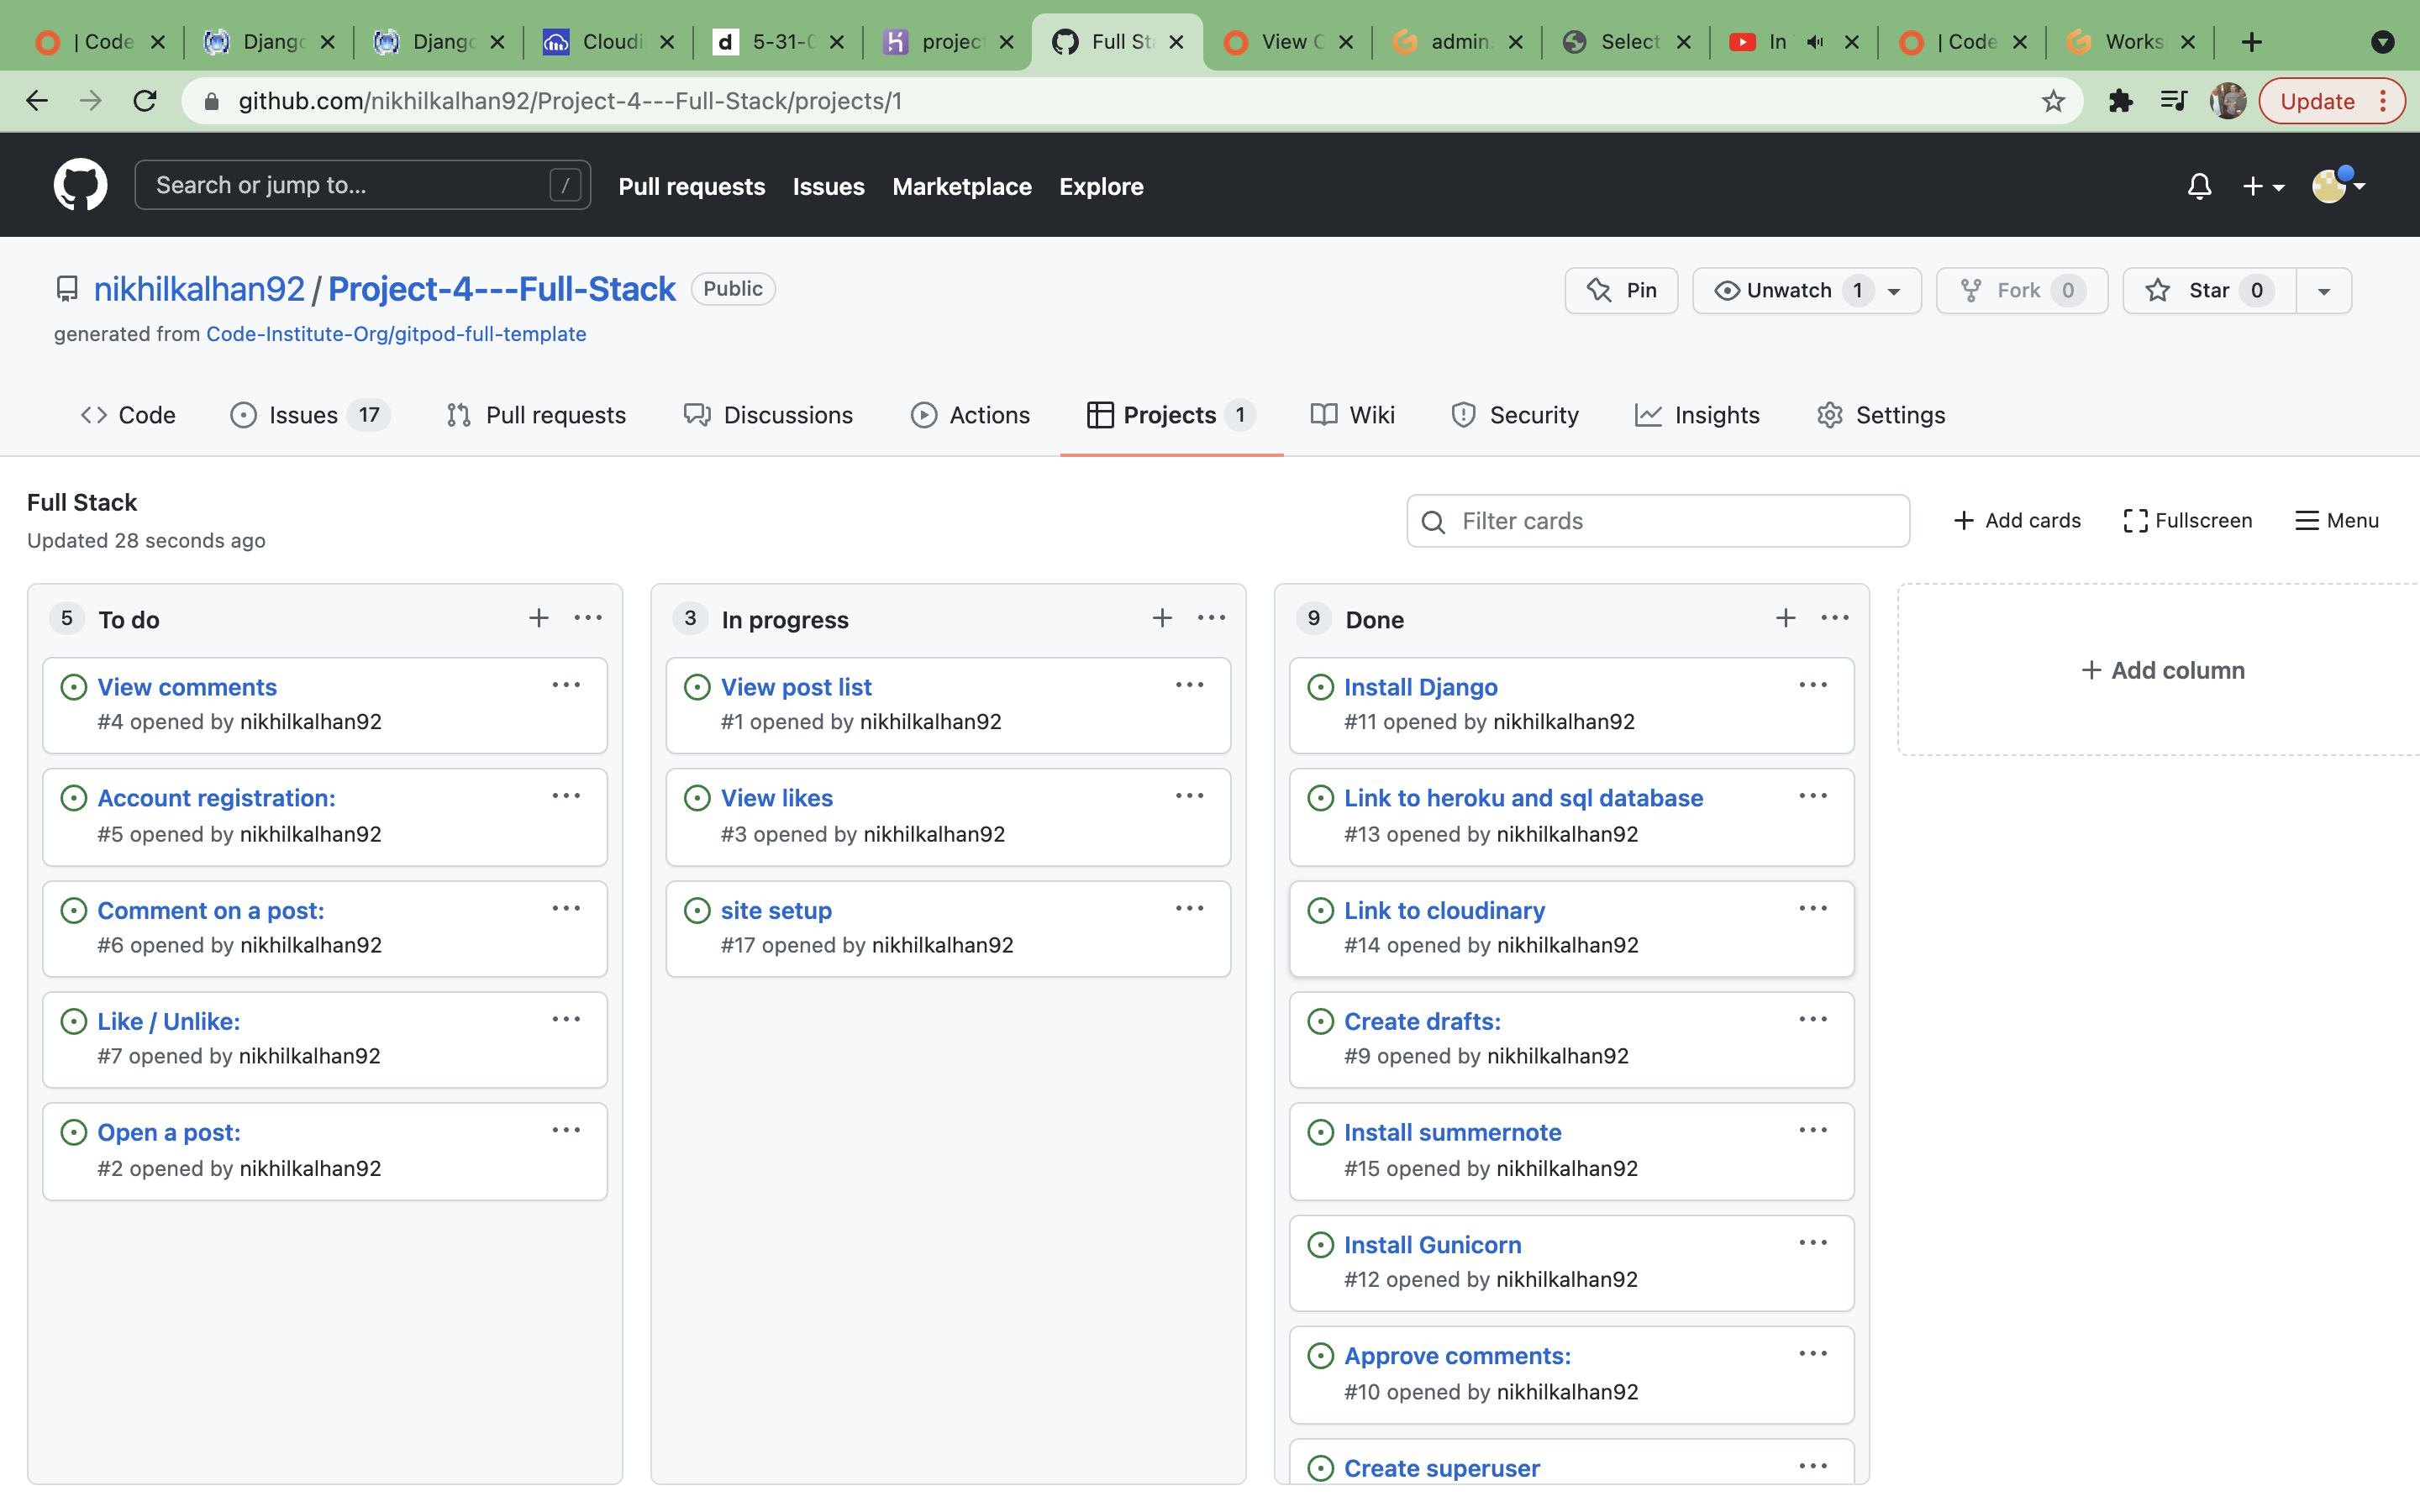 | Code
Django
Django
Cloudi
5-31-
project
Full St
View C
admin.
Select
In
| Code
Works
github.com/nikhilkalhan92/Project-4---Full-Stack/projects/1
Update
Search or jump to...
/
Pull requests
Issues
Marketplace
Explore
nikhilkalhan92 / Project-4---Full-Stack
Public
Pin
Unwatch 1
Fork 0
Star 0
generated from Code-Institute-Org/gitpod-full-template
Code
Issues 17
Pull requests
Discussions
Actions
Projects 1
Wiki
Security
Insights
Settings
Full Stack
Updated 28 seconds ago
Filter cards
Add cards
Fullscreen
Menu
5 To do
View comments
#4 opened by nikhilkalhan92
Account registration:
#5 opened by nikhilkalhan92
Comment on a post:
#6 opened by nikhilkalhan92
Like / Unlike:
#7 opened by nikhilkalhan92
Open a post:
#2 opened by nikhilkalhan92
3 In progress
View post list
#1 opened by nikhilkalhan92
View likes
#3 opened by nikhilkalhan92
site setup
#17 opened by nikhilkalhan92
9 Done
Install Django
#11 opened by nikhilkalhan92
Link to heroku and sql database
#13 opened by nikhilkalhan92
Link to cloudinary
#14 opened by nikhilkalhan92
Create drafts:
#9 opened by nikhilkalhan92
Install summernote
#15 opened by nikhilkalhan92
Install Gunicorn
#12 opened by nikhilkalhan92
Approve comments:
#10 opened by nikhilkalhan92
Create superuser
+ Add column